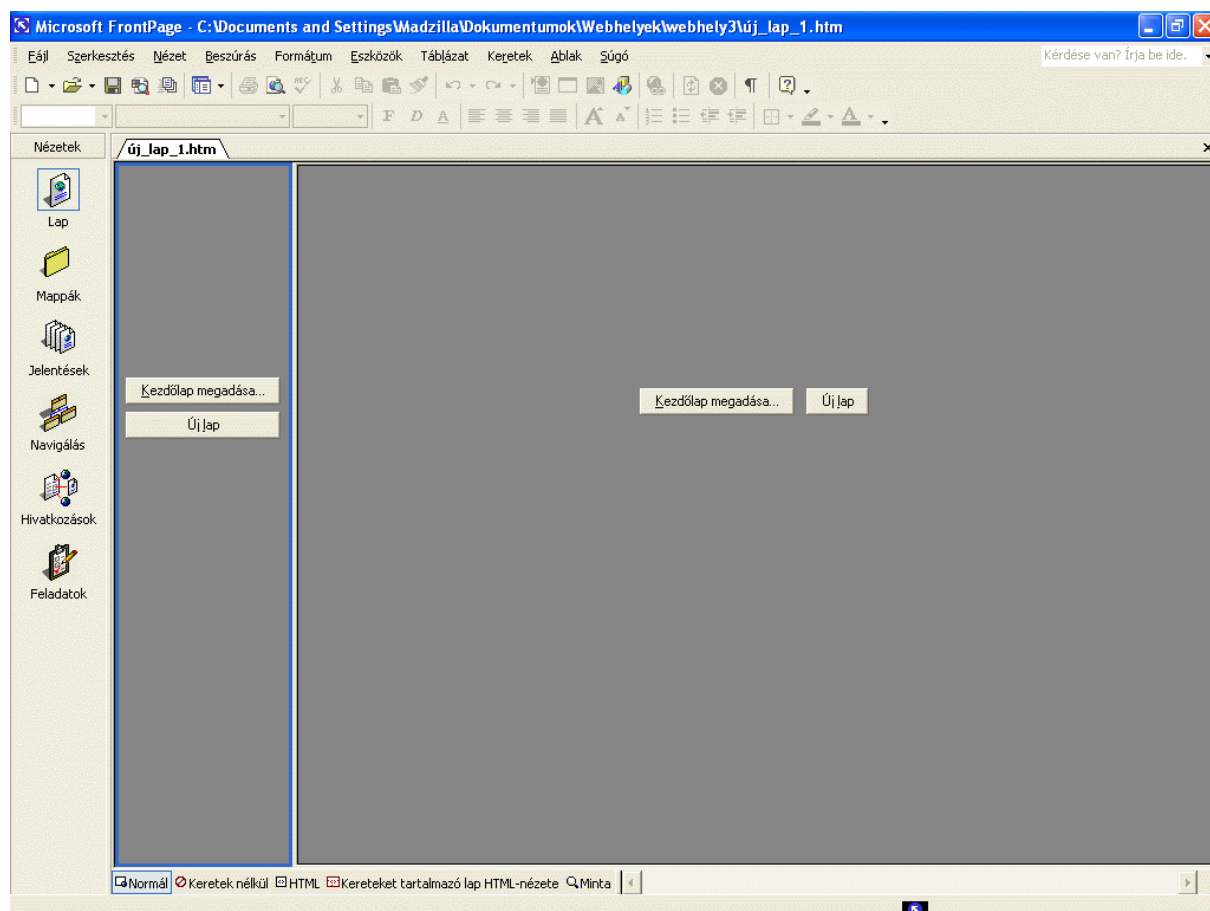 Microsoft FrontPage - C:\Documents and Settings\Madzilla\Dokumentumok\Webhelyek\webhely3\új_lap_1.htm
Fájl Szerkesztés Nézet Beszúrás Formátum Eszközök Táblázat Keretek Ablak Súgó Kérdése van? Írja be ide.
F D A A A A
Nézetek új_lap_1.htm
Lap
Mappák
Jelentések
Navigálás
Hivatkozások
Feladatok
Kezdőlap megadása...
Új lap
Kezdőlap megadása... Új lap
Normál Keretek nélkül HTML Kereteket tartalmazó lap HTML-nézete Minta